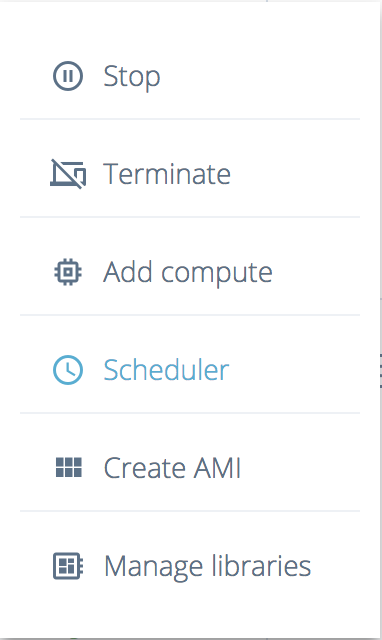 Stop
Terminate
Add compute
Scheduler
Create AMI
Manage libraries